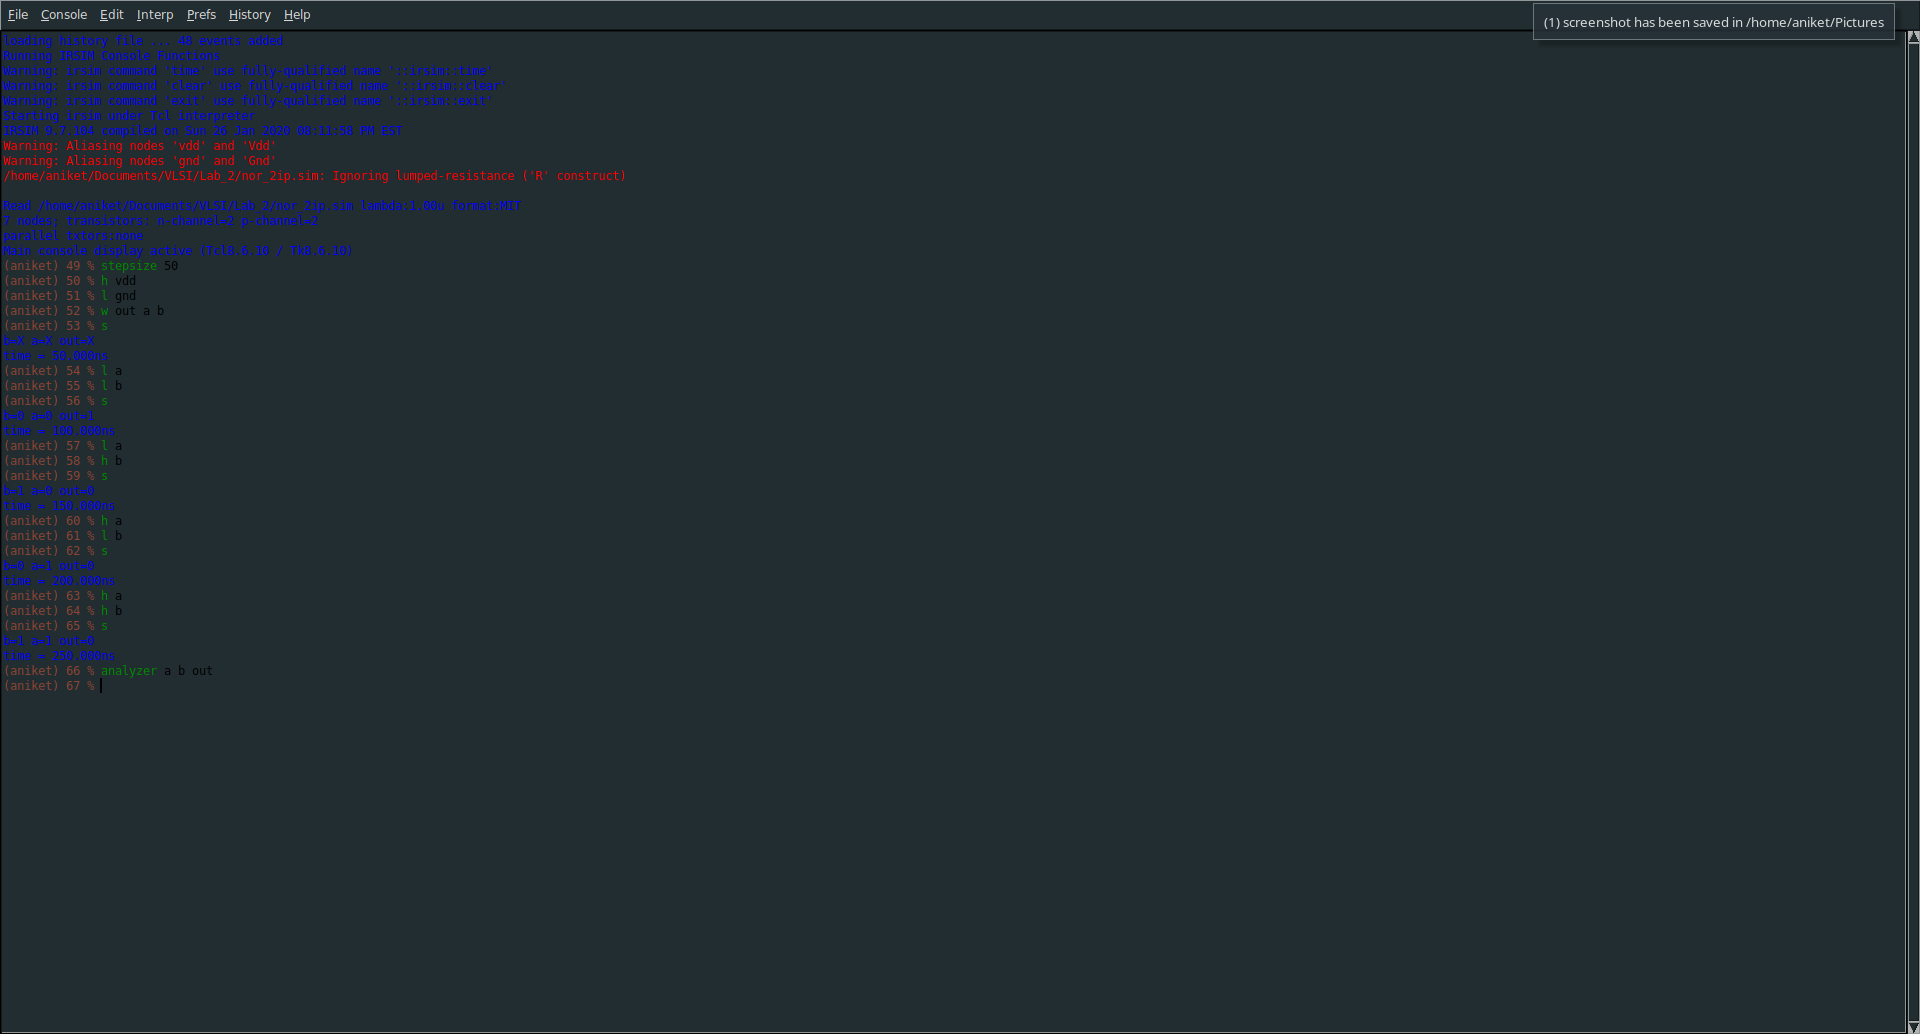 File Console Edit Interp Prefs History Help
(1) screenshot has been saved in /home/aniket/Pictures
loading history file ... 48 events added
Running IRSIM Console Functions
Warning: irsim command 'time' use fully-qualified name '::irsim::time'
Warning: irsim command 'clear' use fully-qualified name '::irsim::clear'
Warning: irsim command 'exit' use fully-qualified name '::irsim::exit'
Starting irsim under Tcl interpreter
IRSIM 9.7.104 compiled on Sun 26 Jan 2020 08:11:58 PM EST
Warning: Aliasing nodes 'vdd' and 'Vdd'
Warning: Aliasing nodes 'gnd' and 'Gnd'
/home/aniket/Documents/VLSI/Lab_2/nor_2ip.sim: Ignoring lumped-resistance ('R' construct)
Read /home/aniket/Documents/VLSI/Lab_2/nor_2ip.sim lambda:1.00u format:MIT
7 nodes; transistors: n-channel=2 p-channel=2
parallel txtors:none
Main console display active (Tcl8.6.10 / Tk8.6.10)
(aniket) 49 % stepsize 50
(aniket) 50 % h vdd
(aniket) 51 % l gnd
(aniket) 52 % w out a b
(aniket) 53 % s
b=X a=X out=X
time = 50.000ns
(aniket) 54 % l a
(aniket) 55 % l b
(aniket) 56 % s
b=0 a=0 out=1
time = 100.000ns
(aniket) 57 % l a
(aniket) 58 % h b
(aniket) 59 % s
b=1 a=0 out=0
time = 150.000ns
(aniket) 60 % h a
(aniket) 61 % l b
(aniket) 62 % s
b=0 a=1 out=0
time = 200.000ns
(aniket) 63 % h a
(aniket) 64 % h b
(aniket) 65 % s
b=1 a=1 out=0
time = 250.000ns
(aniket) 66 % analyzer a b out
(aniket) 67 %